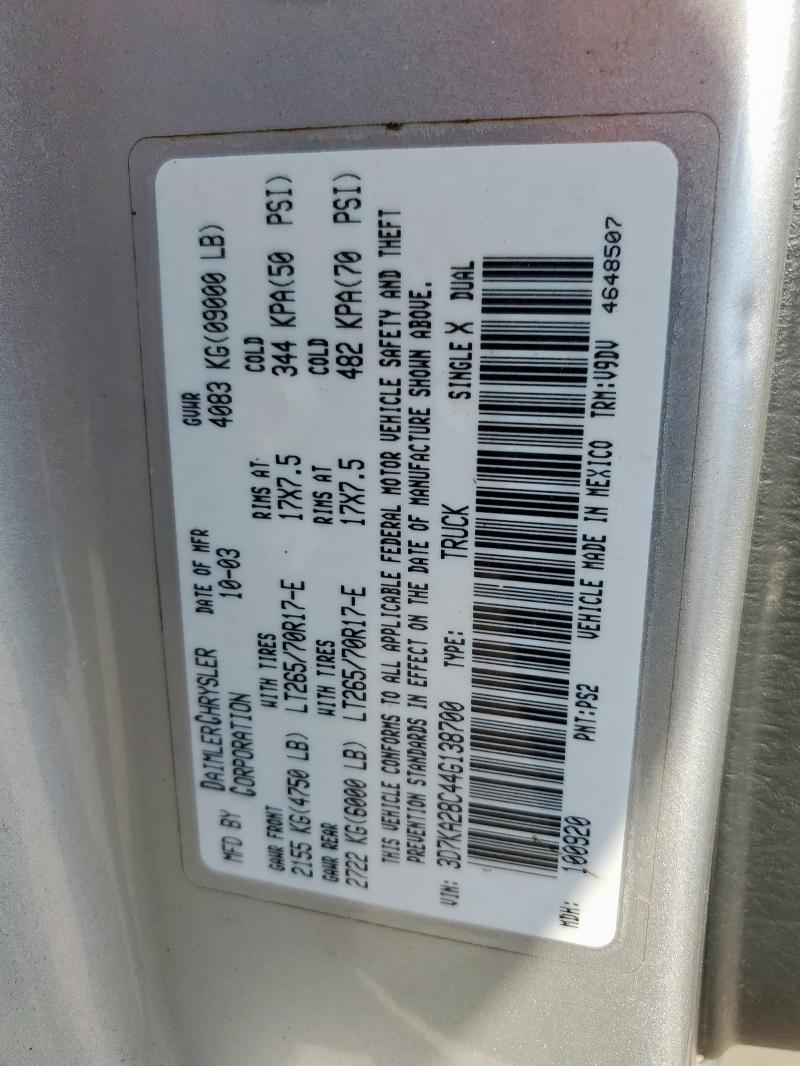 MFD BY DAIMLERCHRYSLER CORPORATION DATE OF MFR 10-03 GVWR 4083 KG(09000 LB)
GAWR FRONT WITH TIRES RIMS AT COLD
2155 KG(4750 LB) LT265/70R17-E 17X7.5 344 KPA(50 PSI)
GAWR REAR WITH TIRES RIMS AT COLD
2722 KG(6000 LB) LT265/70R17-E 17X7.5 482 KPA(70 PSI)
THIS VEHICLE CONFORMS TO ALL APPLICABLE FEDERAL MOTOR VEHICLE SAFETY AND THEFT
PREVENTION STANDARDS IN EFFECT ON THE DATE OF MANUFACTURE SHOWN ABOVE.
VIN: 3D7KA28C44G138700 TYPE: TRUCK SINGLE X DUAL
MDH: 100920 PNT:PS2 VEHICLE MADE IN MEXICO TRM:V9DV 4648507